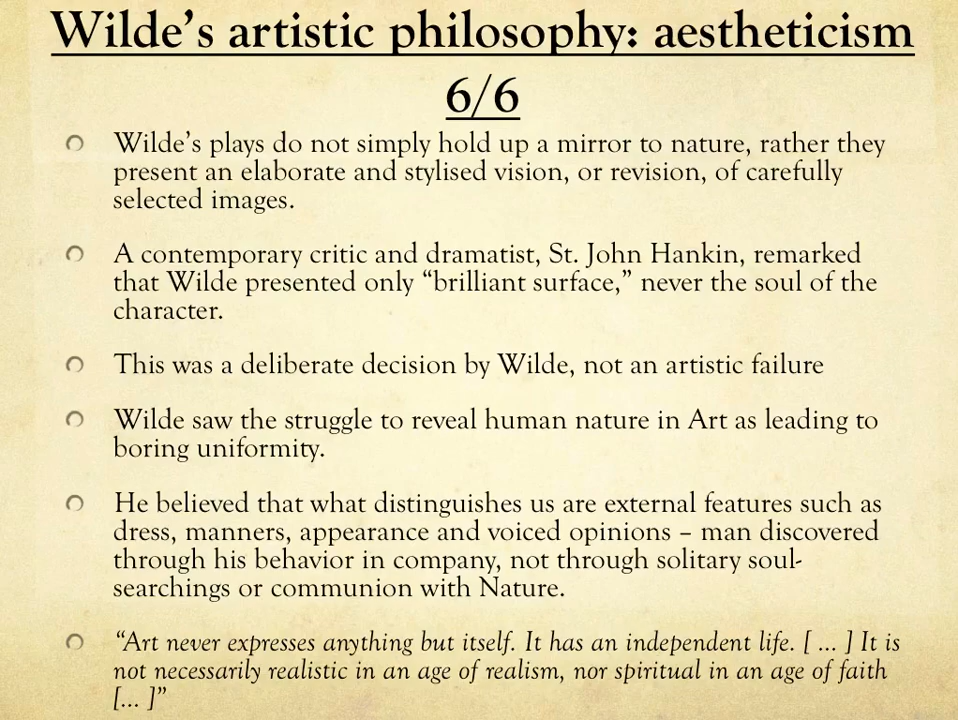 Wilde’s artistic philosophy: aestheticism
6/6
Wilde’s plays do not simply hold up a mirror to nature, rather they
present an elaborate and stylised vision, or revision, of carefully
selected images.
A contemporary critic and dramatist, St. John Hankin, remarked
that Wilde presented only “brilliant surface,” never the soul of the
character.
This was a deliberate decision by Wilde, not an artistic failure
Wilde saw the struggle to reveal human nature in Art as leading to
boring uniformity.
He believed that what distinguishes us are external features such as
dress, manners, appearance and voiced opinions – man discovered
through his behavior in company, not through solitary soul-
searchings or communion with Nature.
“Art never expresses anything but itself. It has an independent life. [ … ] It is
not necessarily realistic in an age of realism, nor spiritual in an age of faith
[… ]”